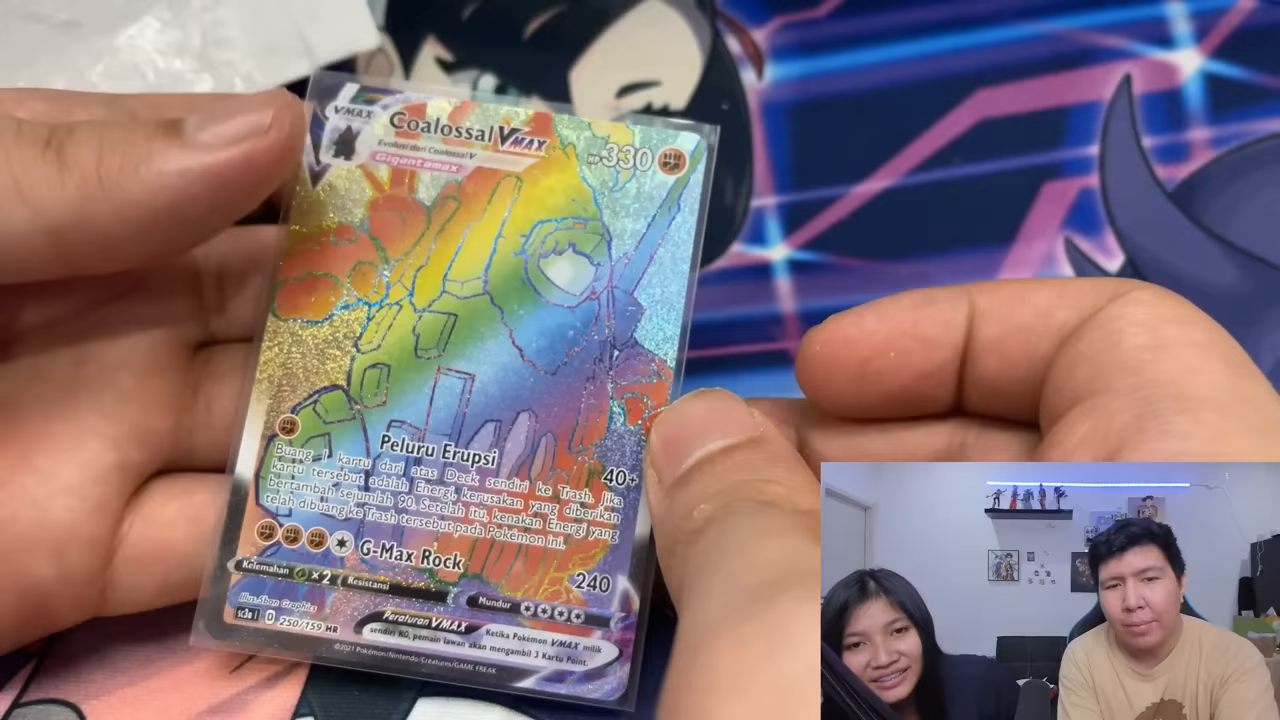 VMAX
Coalossal VMAX
HP 330
Evolusi dari Coalossal V
Gigantamax
Peluru Erupsi
40+
Buang 1 kartu dari atas Deck sendiri ke Trash. Jika
kartu tersebut adalah Energi, kerusakan yang diberikan
bertambah sejumlah 90. Setelah itu, kenakan Energi yang
telah dibuang ke Trash tersebut pada Pokémon ini.
G-Max Rock
240
Kelemahan ×2 Resistansi
Mundur
Illus. 5ban Graphics
sc3a I D 250/159 HR
Peraturan VMAX
Ketika Pokémon VMAX milik
sendiri KO, pemain lawan akan mengambil 3 Kartu Point.
©2021 Pokémon/Nintendo/Creatures/GAME FREAK